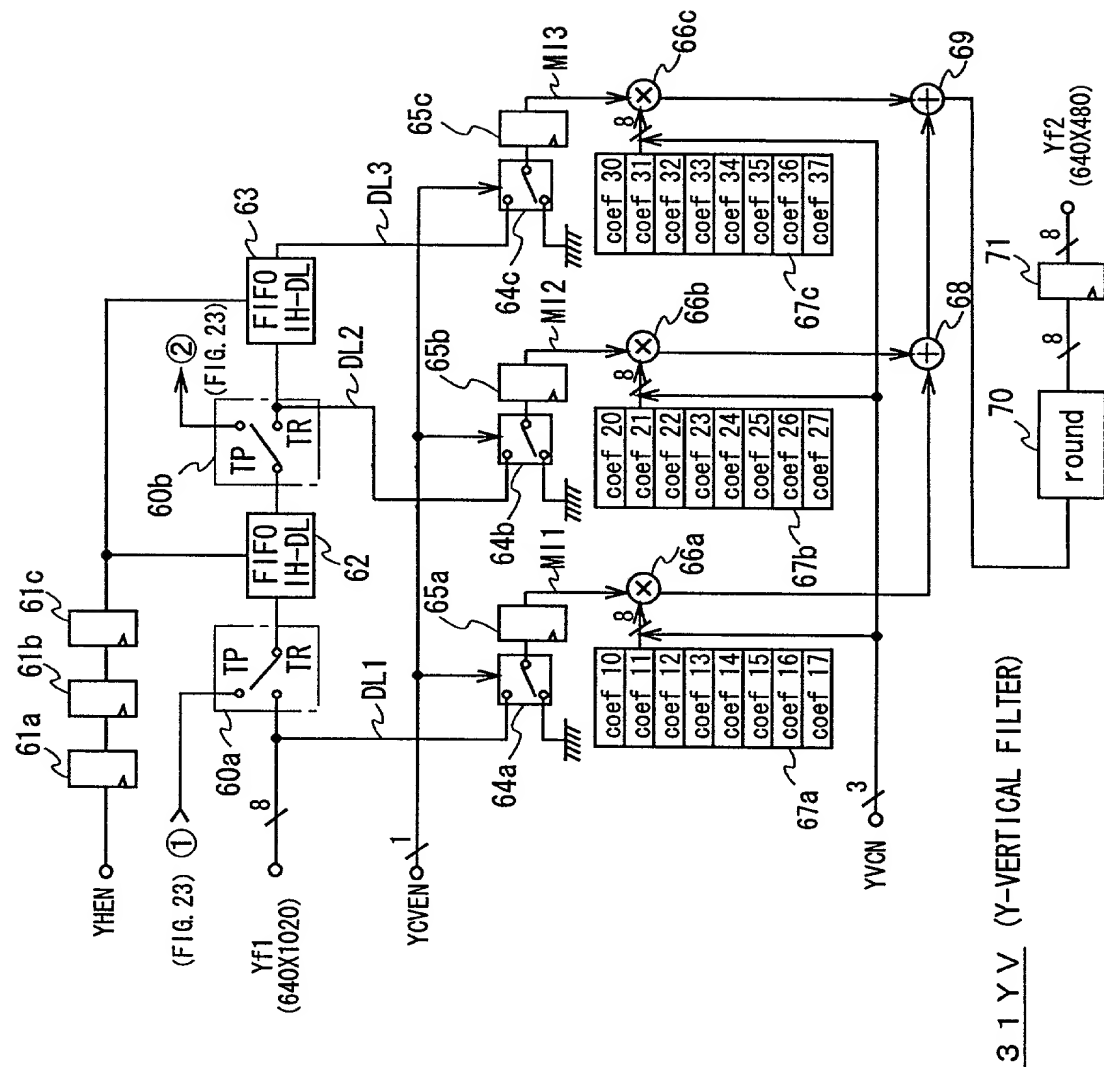 YHEN
61a
61b
61c
(FIG. 23) ①
60a
TP
TR
FIFO
IH-DL
62
60b
TP
TR
②
(FIG. 23)
63
FIFO
IH-DL
Yf1
(640X1020)
8
DL1
DL2
DL3
YCVEN
1
64a
65a
MI1
64b
65b
MI2
64c
65c
MI3
66a
8
66b
8
66c
8
coef 10
coef 11
coef 12
coef 13
coef 14
coef 15
coef 16
coef 17
67a
coef 20
coef 21
coef 22
coef 23
coef 24
coef 25
coef 26
coef 27
67b
coef 30
coef 31
coef 32
coef 33
coef 34
coef 35
coef 36
coef 37
67c
YVCN
3
68
69
70
round
8
71
8
Yf2
(640X480)
31YV (Y-VERTICAL FILTER)